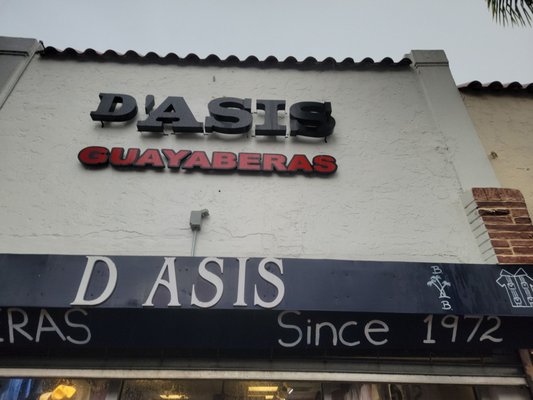 D'ASIS
GUAYABERAS
D ASIS
B B
ERAS Since 1972